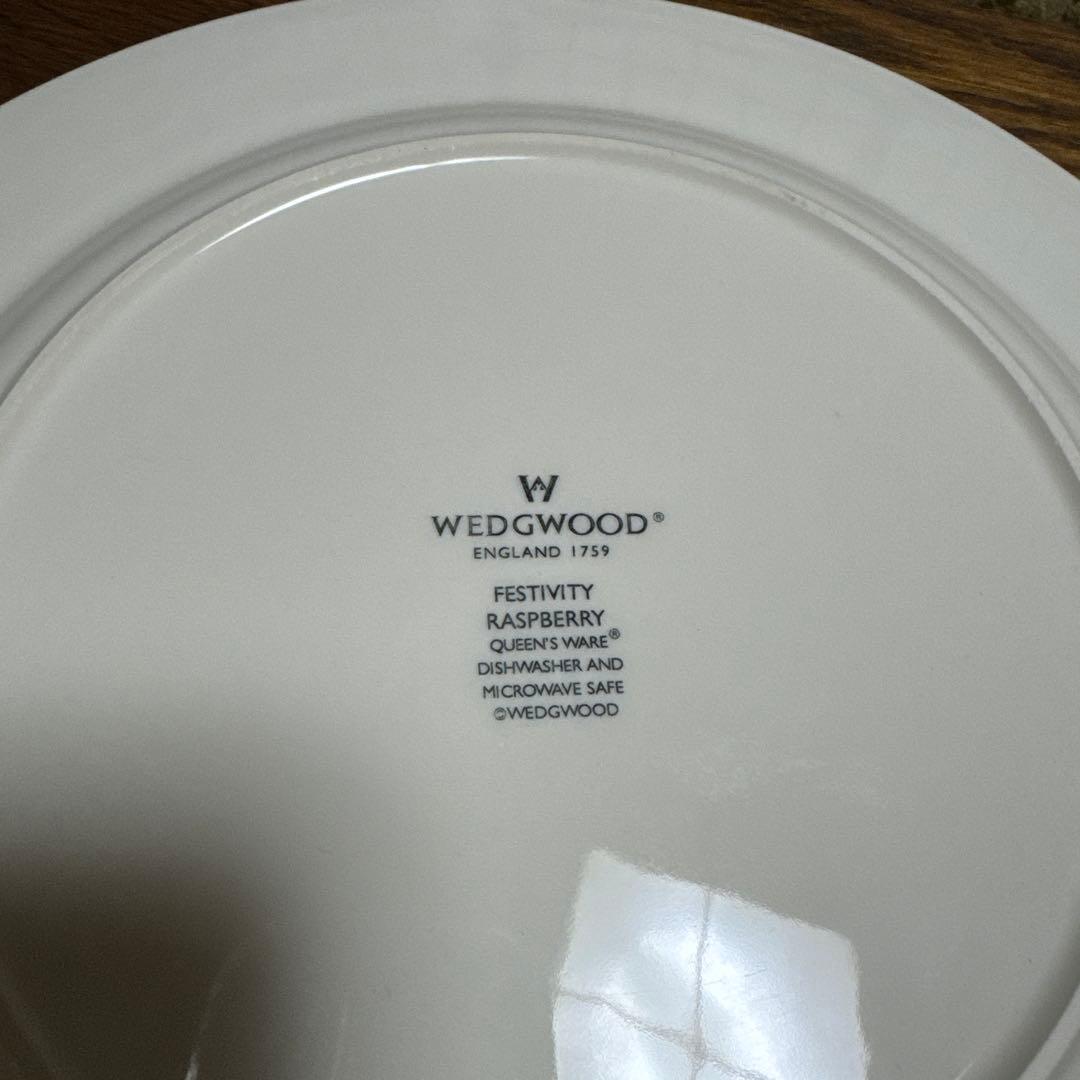 W
WEDGWOOD®
ENGLAND 1759
FESTIVITY
RASPBERRY
QUEEN'S WARE®
DISHWASHER AND
MICROWAVE SAFE
©WEDGWOOD